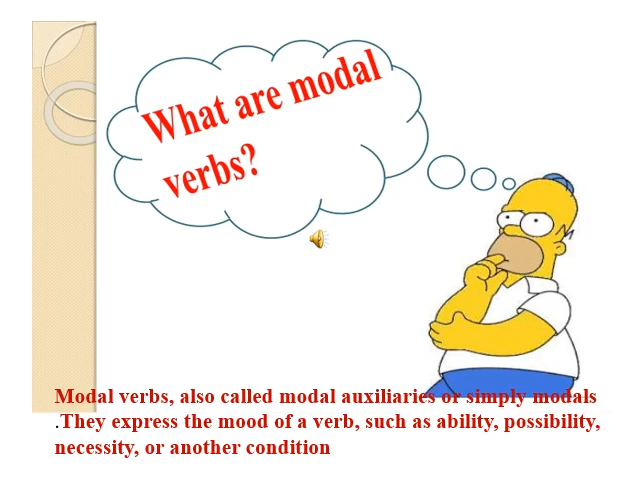 What are modal
verbs?
Modal verbs, also called modal auxiliaries or simply modals
.They express the mood of a verb, such as ability, possibility,
necessity, or another condition